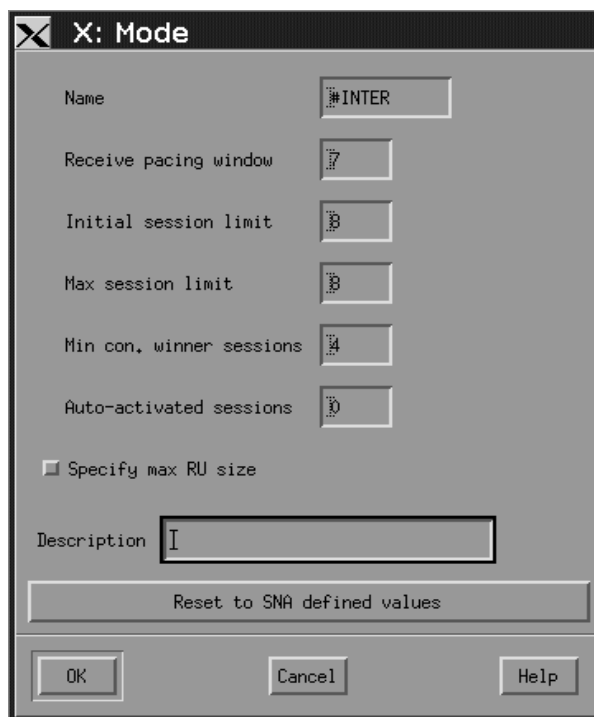 X: Mode
Name #INTER
Receive pacing window 7
Initial session limit 8
Max session limit 8
Min con. winner sessions 4
Auto-activated sessions 0
Specify max RU size
Description
Reset to SNA defined values
OK Cancel Help